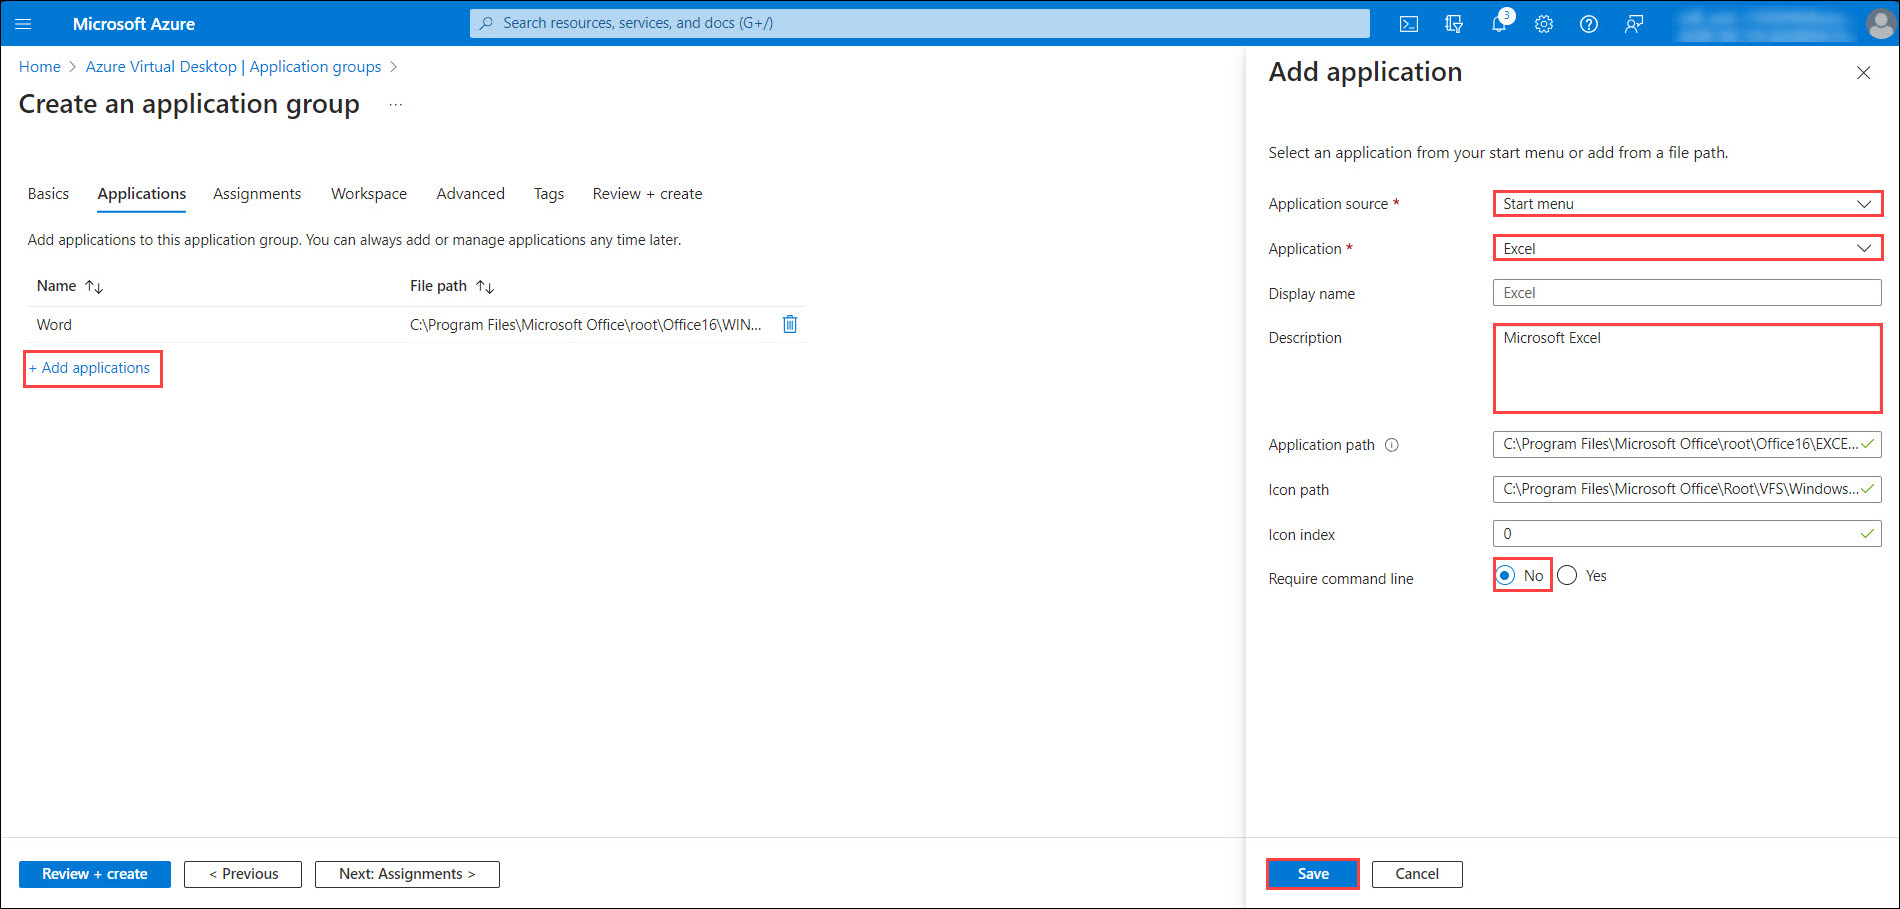 Microsoft Azure
Search resources, services, and docs (G+/)
3
Home > Azure Virtual Desktop | Application groups >
Create an application group ...
Basics Applications Assignments Workspace Advanced Tags Review + create
Add applications to this application group. You can always add or manage applications any time later.
Name ↑↓ File path ↑↓
Word C:\Program Files\Microsoft Office\root\Office16\WIN...
+ Add applications
Review + create < Previous Next: Assignments >
Add application
Select an application from your start menu or add from a file path.
Application source * Start menu
Application * Excel
Display name Excel
Description Microsoft Excel
Application path C:\Program Files\Microsoft Office\root\Office16\EXCE...
Icon path C:\Program Files\Microsoft Office\Root\VFS\Windows...
Icon index 0
Require command line No Yes
Save Cancel